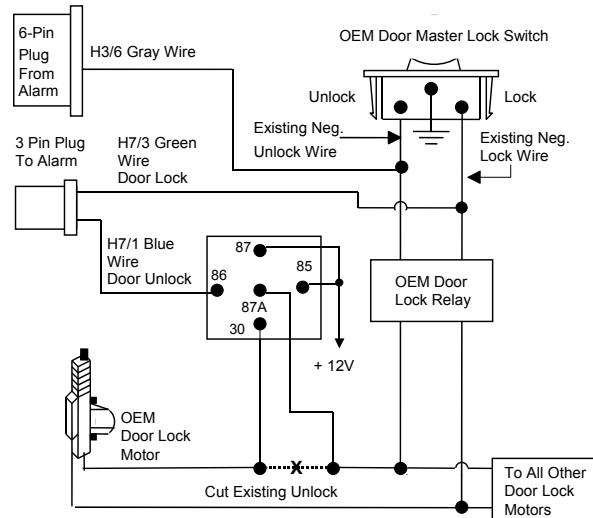 6-Pin
Plug
From
Alarm
H3/6 Gray Wire
OEM Door Master Lock Switch
Unlock
Lock
Existing Neg.
Unlock Wire
Existing Neg.
Lock Wire
3 Pin Plug
To Alarm
H7/3 Green
Wire
Door Lock
H7/1 Blue
Wire
Door Unlock
87
86
85
87A
30
+ 12V
OEM Door
Lock Relay
OEM
Door Lock
Motor
X
Cut Existing Unlock
To All Other
Door Lock
Motors